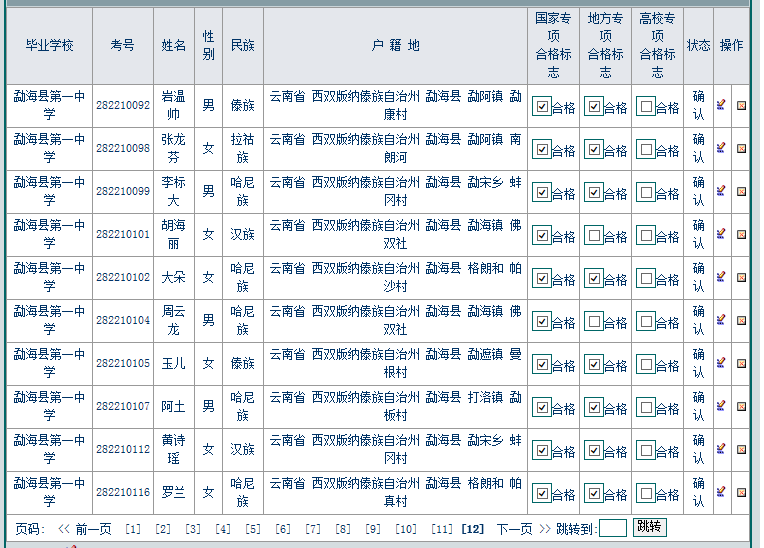 毕业学校 考号 姓名 性别 民族 户 籍 地 国家专项合格标志 地方专项合格标志 高校专项合格标志 状态 操作
勐海县第一中学 282210092 岩温帅 男 傣族 云南省 西双版纳傣族自治州 勐海县 勐阿镇 勐康村 合格 合格 合格 确认
勐海县第一中学 282210098 张龙芬 女 拉祜族 云南省 西双版纳傣族自治州 勐海县 勐阿镇 南朗河 合格 合格 合格 确认
勐海县第一中学 282210099 李标大 男 哈尼族 云南省 西双版纳傣族自治州 勐海县 勐宋乡 蚌冈村 合格 合格 合格 确认
勐海县第一中学 282210101 胡海丽 女 汉族 云南省 西双版纳傣族自治州 勐海县 勐海镇 佛双社 合格 合格 合格 确认
勐海县第一中学 282210102 大朵 女 哈尼族 云南省 西双版纳傣族自治州 勐海县 格朗和 帕沙村 合格 合格 合格 确认
勐海县第一中学 282210104 周云龙 男 哈尼族 云南省 西双版纳傣族自治州 勐海县 勐海镇 佛双社 合格 合格 合格 确认
勐海县第一中学 282210105 玉儿 女 傣族 云南省 西双版纳傣族自治州 勐海县 勐遮镇 曼根村 合格 合格 合格 确认
勐海县第一中学 282210107 阿土 男 哈尼族 云南省 西双版纳傣族自治州 勐海县 打洛镇 勐板村 合格 合格 合格 确认
勐海县第一中学 282210112 黄诗瑶 女 汉族 云南省 西双版纳傣族自治州 勐海县 勐宋乡 蚌冈村 合格 合格 合格 确认
勐海县第一中学 282210116 罗兰 女 哈尼族 云南省 西双版纳傣族自治州 勐海县 格朗和 帕真村 合格 合格 合格 确认
页码: << 前一页 [1] [2] [3] [4] [5] [6] [7] [8] [9] [10] [11] [12] 下一页 >> 跳转到: 跳转